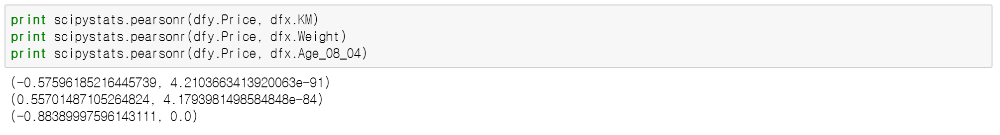 print scipystats.pearsonr(dfy.Price, dfx.KM)
print scipystats.pearsonr(dfy.Price, dfx.Weight)
print scipystats.pearsonr(dfy.Price, dfx.Age_08_04)
(-0.57596185216445739, 4.2103663413920063e-91)
(0.55701487105264824, 4.1793981498584848e-84)
(-0.88389997596143111, 0.0)